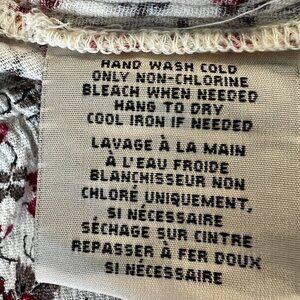 HAND WASH COLD
ONLY NON-CHLORINE
BLEACH WHEN NEEDED
HANG TO DRY
COOL IRON IF NEEDED
LAVAGE À LA MAIN
À L'EAU FROIDE
BLANCHISSEUR NON
CHLORÉ UNIQUEMENT,
SI NÉCESSAIRE
SÉCHAGE SUR CINTRE
REPASSER À FER DOUX
SI NÉCESSAIRE